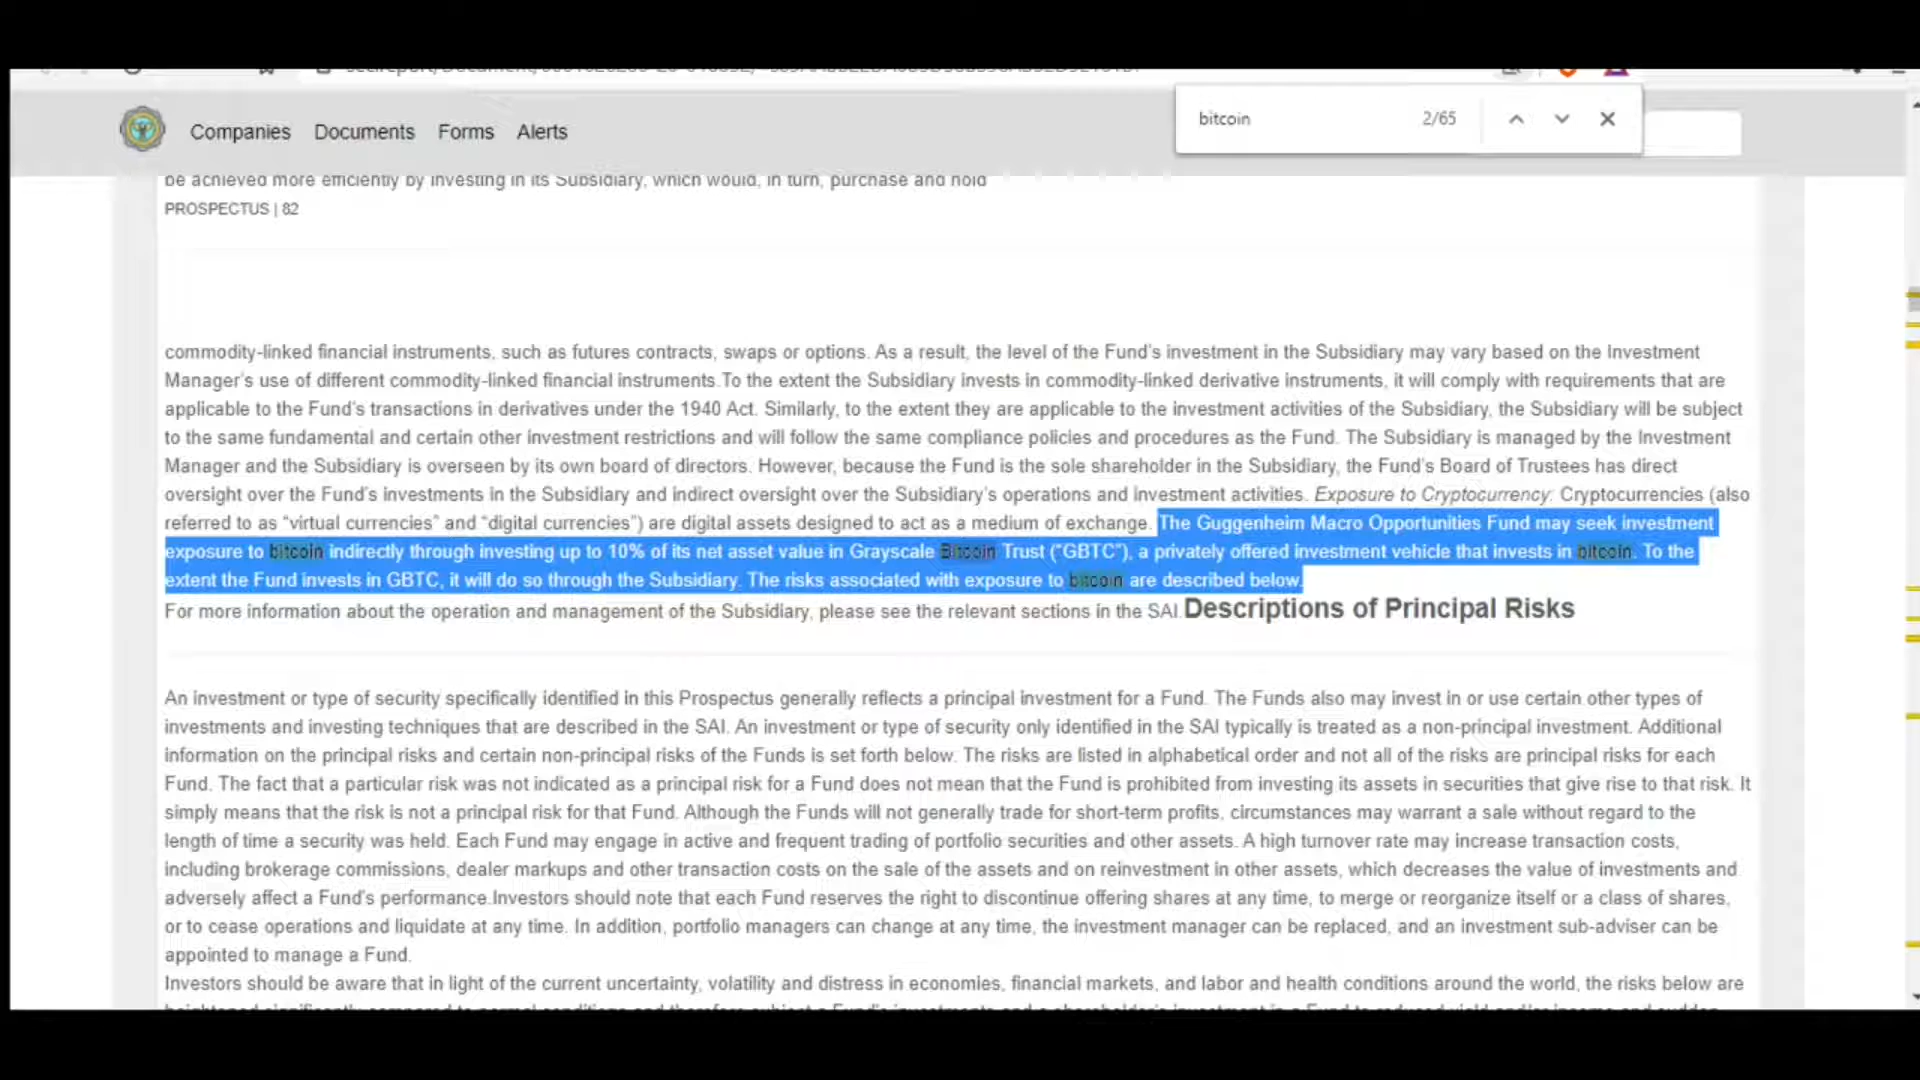 Companies Documents Forms Alerts
bitcoin 2/65
be achieved more efficiently by investing in its Subsidiary, which would, in turn, purchase and hold
PROSPECTUS | 82
commodity-linked financial instruments, such as futures contracts, swaps or options. As a result, the level of the Fund's investment in the Subsidiary may vary based on the Investment
Manager's use of different commodity-linked financial instruments.To the extent the Subsidiary invests in commodity-linked derivative instruments, it will comply with requirements that are
applicable to the Fund's transactions in derivatives under the 1940 Act. Similarly, to the extent they are applicable to the investment activities of the Subsidiary, the Subsidiary will be subject
to the same fundamental and certain other investment restrictions and will follow the same compliance policies and procedures as the Fund. The Subsidiary is managed by the Investment
Manager and the Subsidiary is overseen by its own board of directors. However, because the Fund is the sole shareholder in the Subsidiary, the Fund's Board of Trustees has direct
oversight over the Fund's investments in the Subsidiary and indirect oversight over the Subsidiary's operations and investment activities. Exposure to Cryptocurrency. Cryptocurrencies (also
referred to as “virtual currencies” and “digital currencies”) are digital assets designed to act as a medium of exchange. The Guggenheim Macro Opportunities Fund may seek investment
exposure to bitcoin indirectly through investing up to 10% of its net asset value in Grayscale Bitcoin Trust (“GBTC”), a privately offered investment vehicle that invests in bitcoin. To the
extent the Fund invests in GBTC, it will do so through the Subsidiary. The risks associated with exposure to bitcoin are described below.
For more information about the operation and management of the Subsidiary, please see the relevant sections in the SAI.Descriptions of Principal Risks
An investment or type of security specifically identified in this Prospectus generally reflects a principal investment for a Fund. The Funds also may invest in or use certain other types of
investments and investing techniques that are described in the SAI. An investment or type of security only identified in the SAI typically is treated as a non-principal investment. Additional
information on the principal risks and certain non-principal risks of the Funds is set forth below. The risks are listed in alphabetical order and not all of the risks are principal risks for each
Fund. The fact that a particular risk was not indicated as a principal risk for a Fund does not mean that the Fund is prohibited from investing its assets in securities that give rise to that risk. It
simply means that the risk is not a principal risk for that Fund. Although the Funds will not generally trade for short-term profits, circumstances may warrant a sale without regard to the
length of time a security was held. Each Fund may engage in active and frequent trading of portfolio securities and other assets. A high turnover rate may increase transaction costs,
including brokerage commissions, dealer markups and other transaction costs on the sale of the assets and on reinvestment in other assets, which decreases the value of investments and
adversely affect a Fund's performance.Investors should note that each Fund reserves the right to discontinue offering shares at any time, to merge or reorganize itself or a class of shares,
or to cease operations and liquidate at any time. In addition, portfolio managers can change at any time, the investment manager can be replaced, and an investment sub-adviser can be
appointed to manage a Fund.
Investors should be aware that in light of the current uncertainty, volatility and distress in economies, financial markets, and labor and health conditions around the world, the risks below are